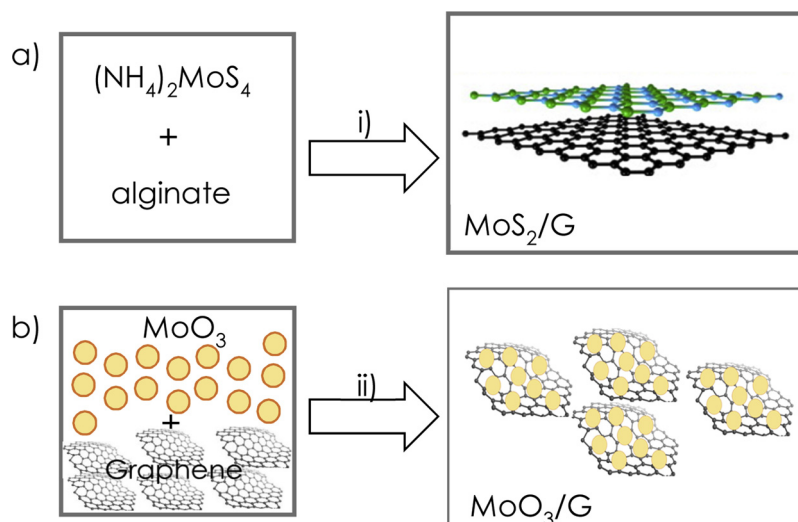 a)
(NH₄)₂MoS₄
+
alginate
i)
MoS₂/G
b)
MoO₃
+
Graphene
ii)
MoO₃/G